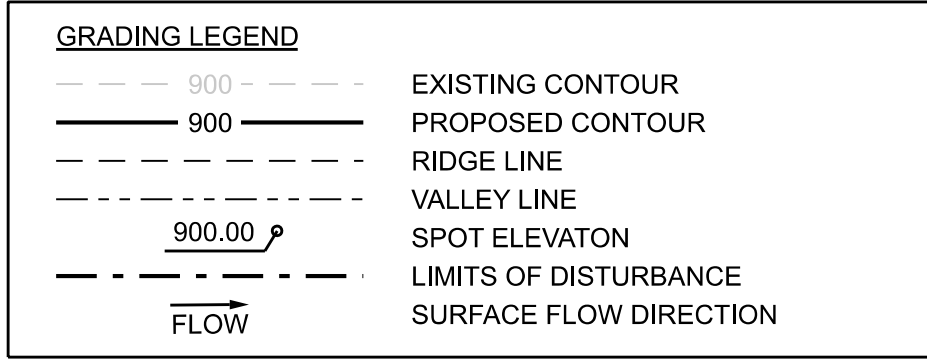 GRADING LEGEND
900 EXISTING CONTOUR
900 PROPOSED CONTOUR
RIDGE LINE
VALLEY LINE
900.00 SPOT ELEVATON
LIMITS OF DISTURBANCE
FLOW SURFACE FLOW DIRECTION